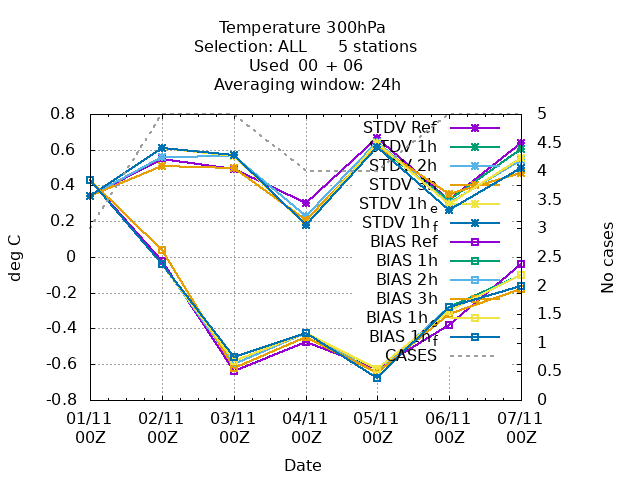 Temperature 300hPa
Selection: ALL 5 stations
Used 00 + 06
Averaging window: 24h
0.8
0.6
0.4
0.2
0
-0.2
-0.4
-0.6
-0.8
deg C
5
4.5
4
3.5
3
2.5
2
1.5
1
0.5
0
No cases
STDV Ref
STDV 1h
STDV 2h
STDV 3h
STDV 1h e
STDV 1h f
BIAS Ref
BIAS 1h
BIAS 2h
BIAS 3h
BIAS 1h e
BIAS 1h f
CASES
01/11 02/11 03/11 04/11 05/11 06/11 07/11
00Z 00Z 00Z 00Z 00Z 00Z 00Z
Date